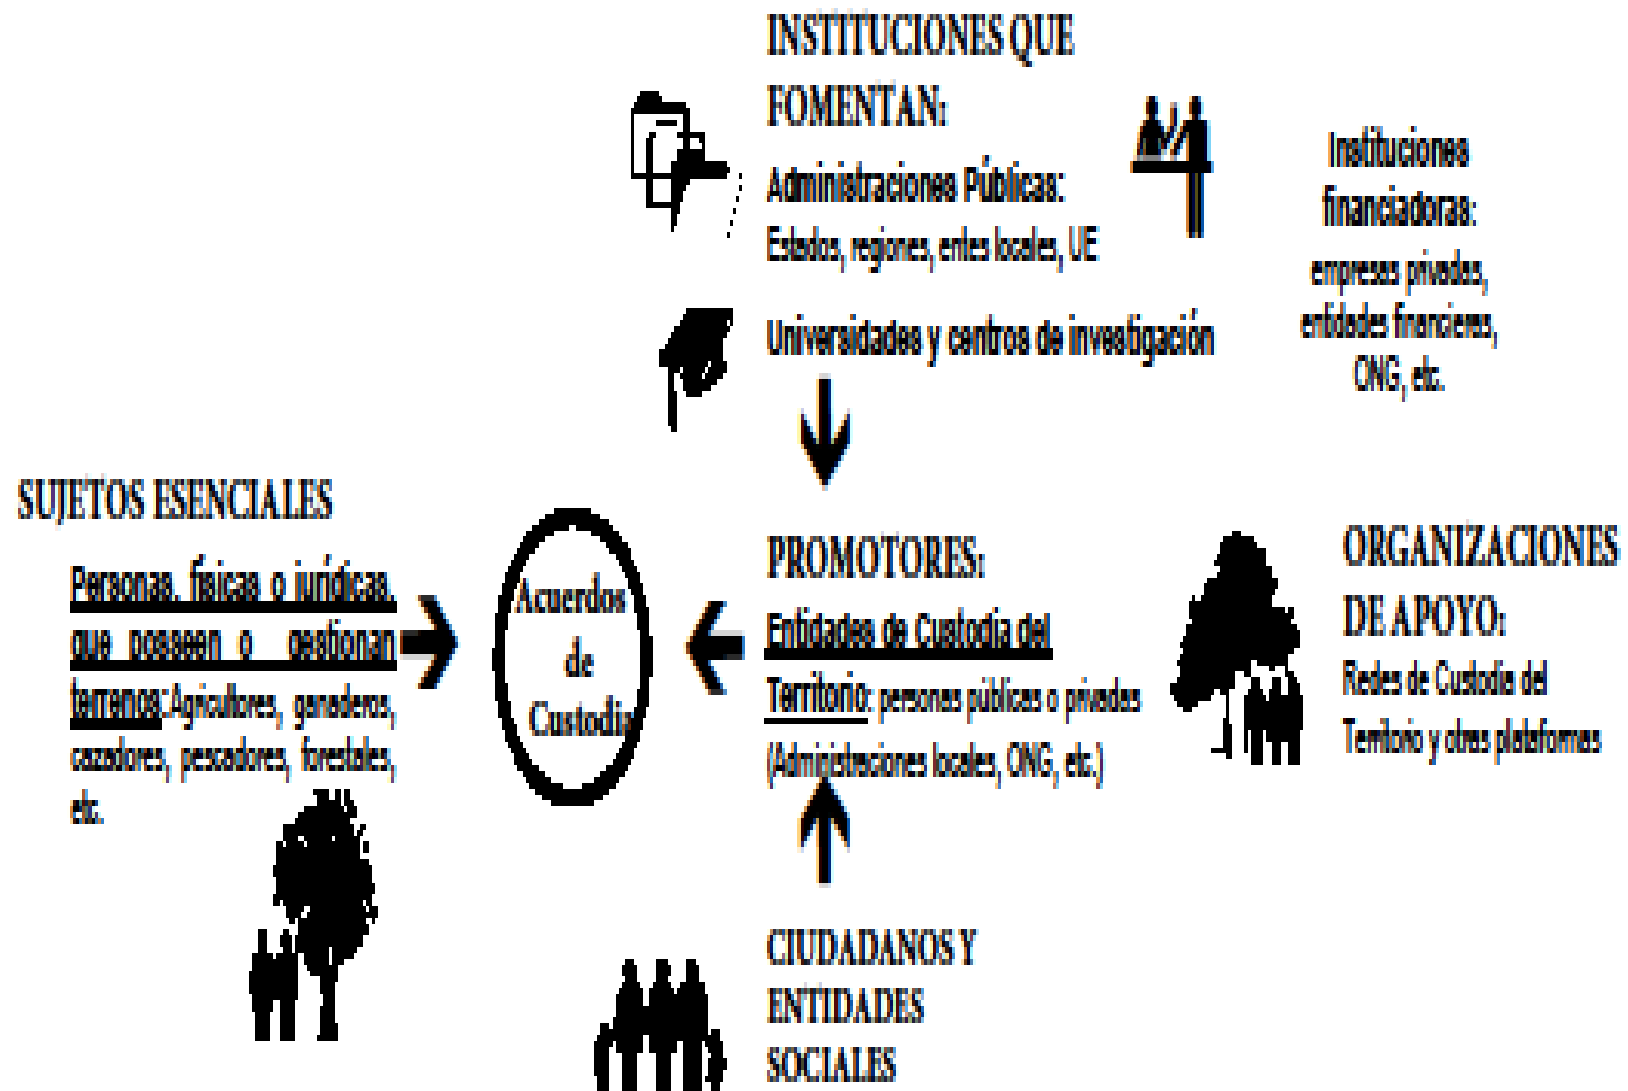 INSTITUCIONES QUE
FOMENTAN:
Administraciones Públicas:
Estados, regiones, entes locales, UE
Universidades y centros de investigación
Instituciones
financiadoras:
empresas privadas,
entidades financieras,
ONG, etc.
SUJETOS ESENCIALES
Personas, físicas o jurídicas,
que posseen o gestionan
terrenos: Agricultores, ganaderos,
cazadores, pescadores, forestales,
etc.
Acuerdos
de
Custodia
PROMOTORES:
Entidades de Custodia del
Territorio: personas públicas o privadas
(Administraciones locales, ONG, etc.)
ORGANIZACIONES
DE APOYO:
Redes de Custodia del
Territorio y otras plataformas
CIUDADANOS Y
ENTIDADES
SOCIALES